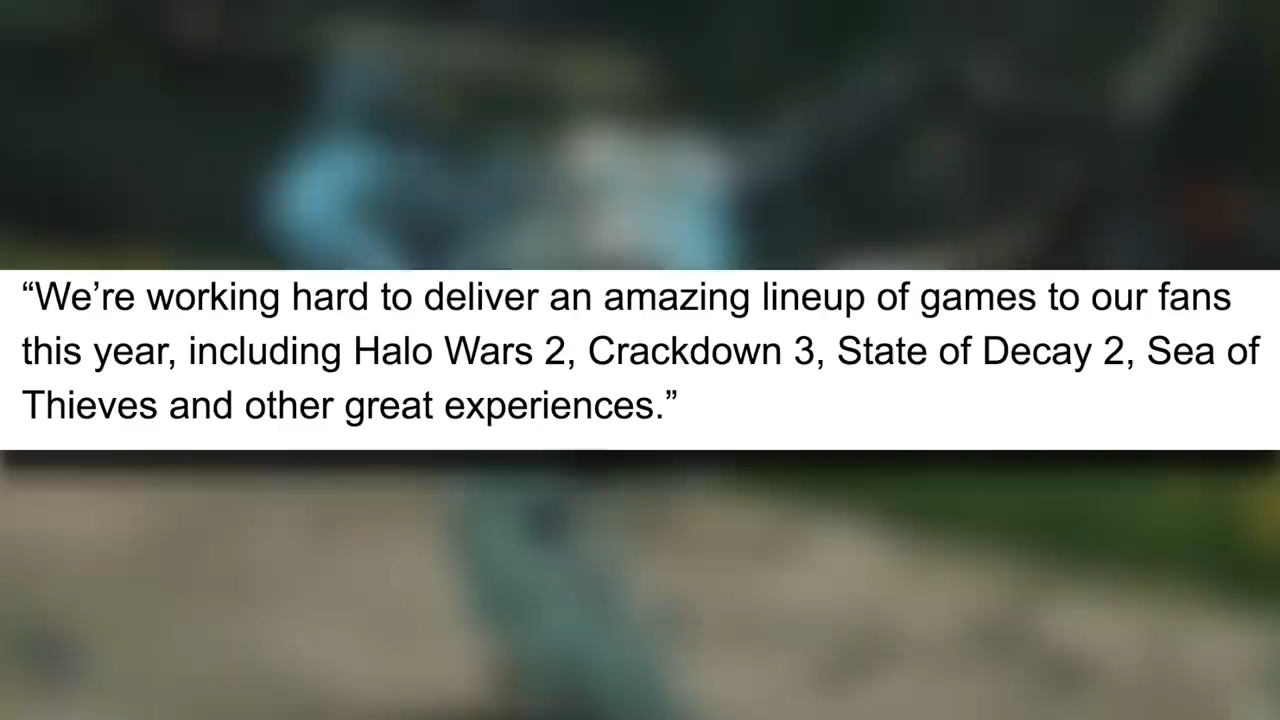 “We’re working hard to deliver an amazing lineup of games to our fans
this year, including Halo Wars 2, Crackdown 3, State of Decay 2, Sea of
Thieves and other great experiences.”